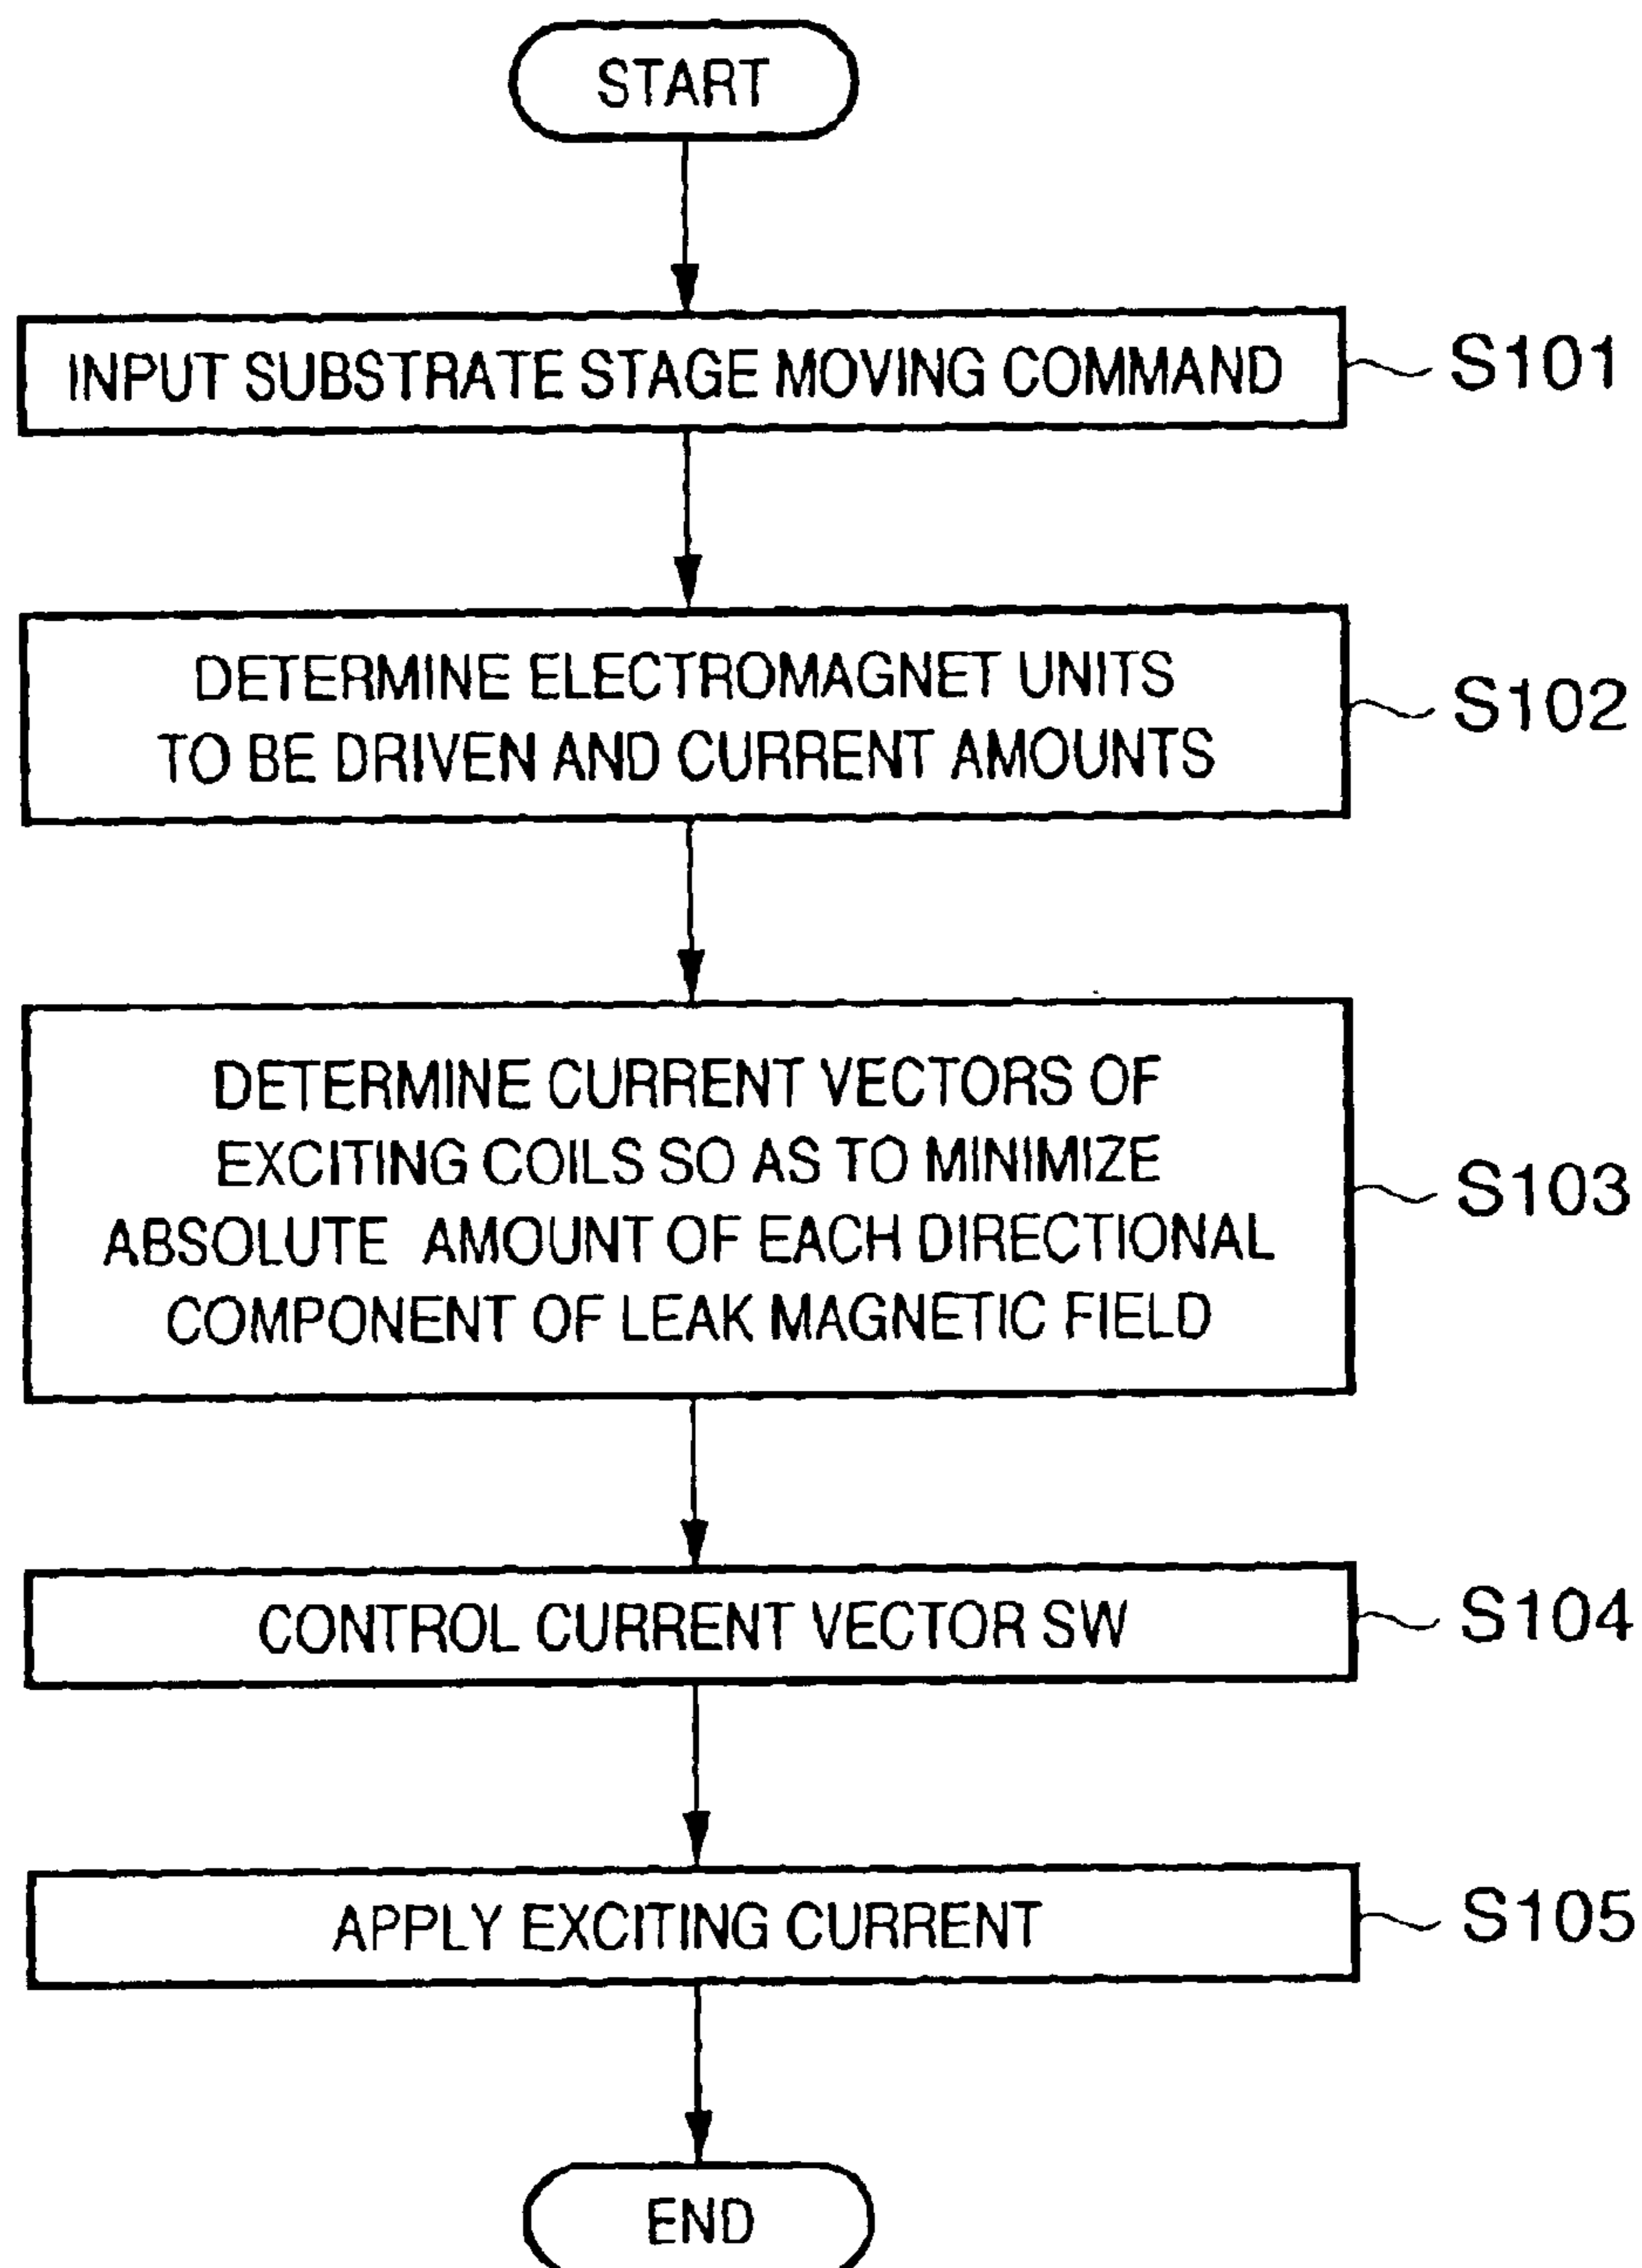 START
INPUT SUBSTRATE STAGE MOVING COMMAND
S101
DETERMINE ELECTROMAGNET UNITS
TO BE DRIVEN AND CURRENT AMOUNTS
S102
DETERMINE CURRENT VECTORS OF
EXCITING COILS SO AS TO MINIMIZE
ABSOLUTE AMOUNT OF EACH DIRECTIONAL
COMPONENT OF LEAK MAGNETIC FIELD
S103
CONTROL CURRENT VECTOR SW
S104
APPLY EXCITING CURRENT
S105
END